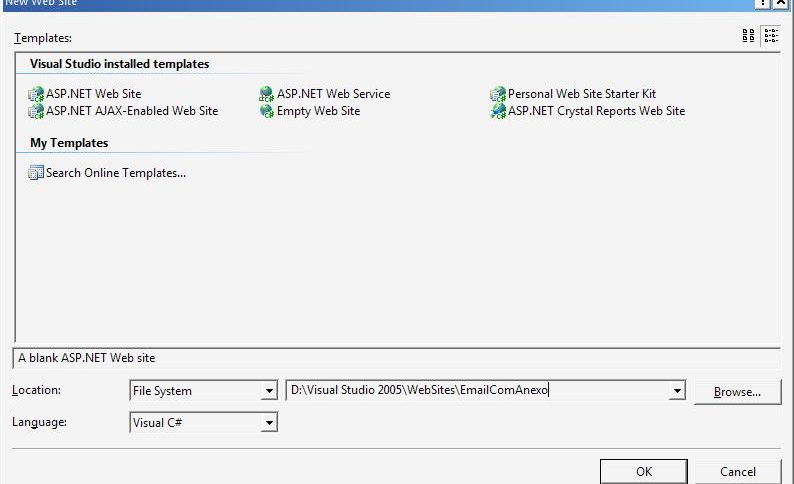 New Web Site
Templates:
Visual Studio installed templates
ASP.NET Web Site ASP.NET Web Service Personal Web Site Starter Kit
ASP.NET AJAX-Enabled Web Site Empty Web Site ASP.NET Crystal Reports Web Site
My Templates
Search Online Templates...
A blank ASP.NET Web site
Location: File System D:\Visual Studio 2005\WebSites\EmailComAnexo Browse...
Language: Visual C#
OK Cancel